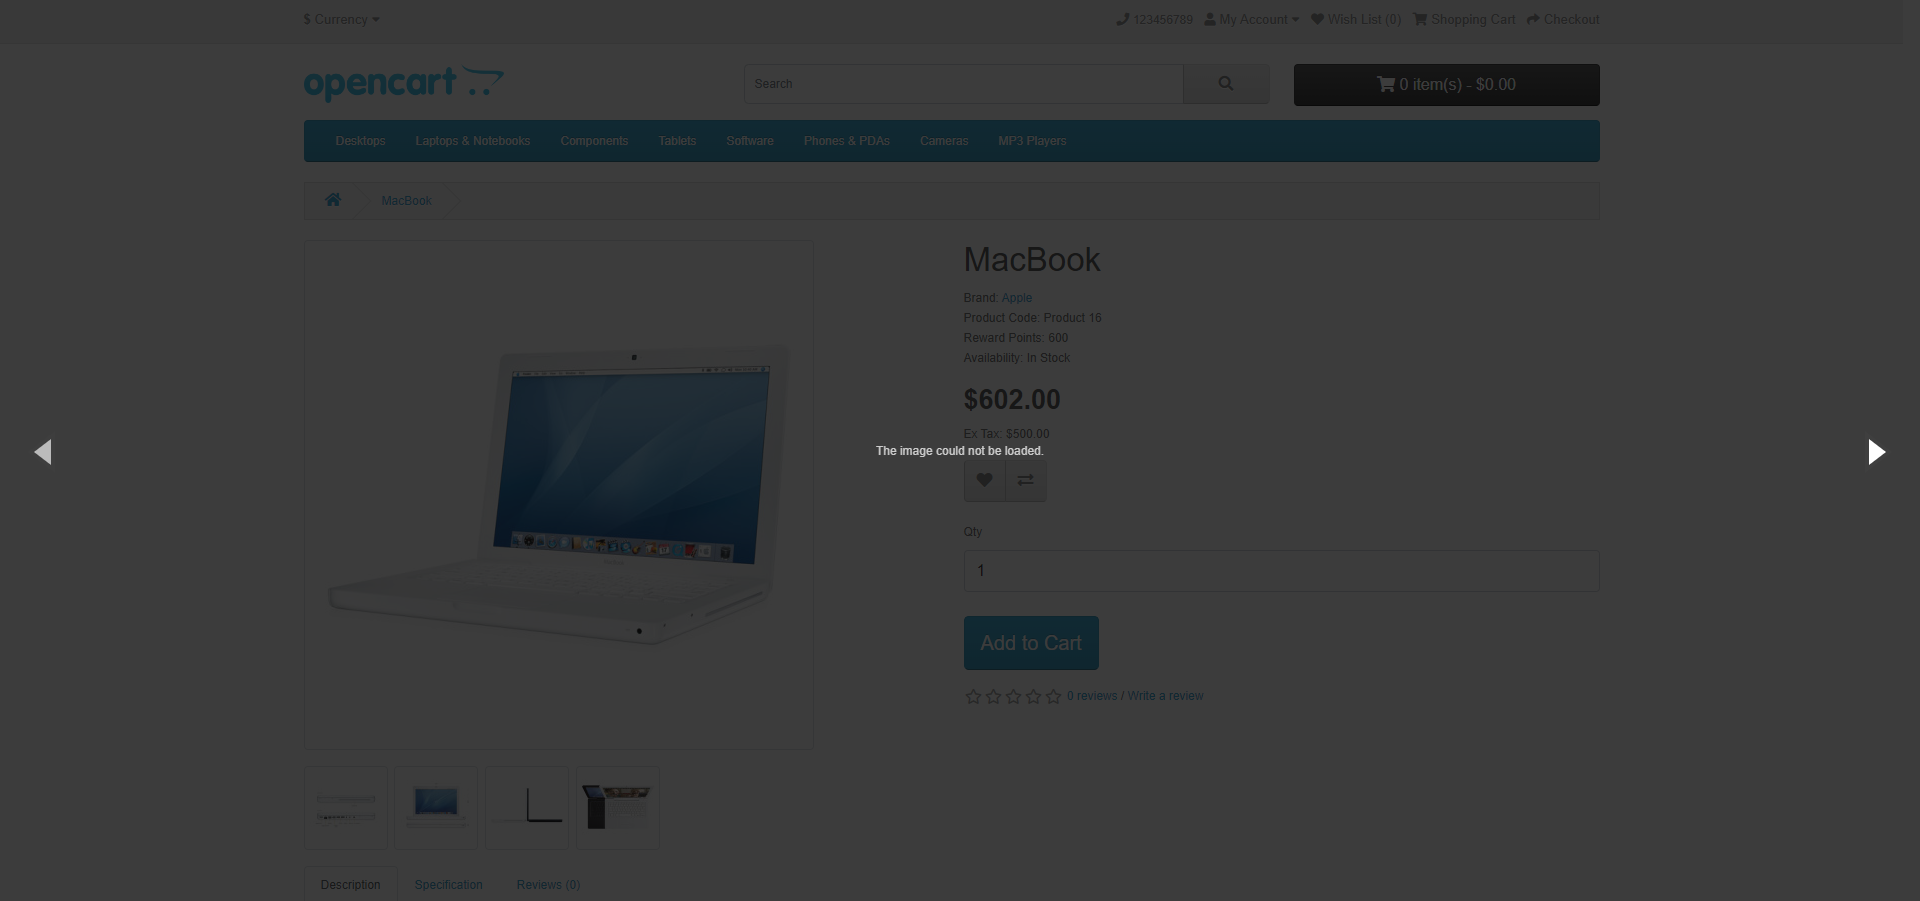 $ Currency
123456789 My Account Wish List (0) Shopping Cart Checkout
opencart
Search
0 item(s) - $0.00
Desktops Laptops & Notebooks Components Tablets Software Phones & PDAs Cameras MP3 Players
MacBook
MacBook
Brand: Apple
Product Code: Product 16
Reward Points: 600
Availability: In Stock
$602.00
Ex Tax: $500.00
The image could not be loaded.
Qty
1
Add to Cart
0 reviews / Write a review
Description Specification Reviews (0)